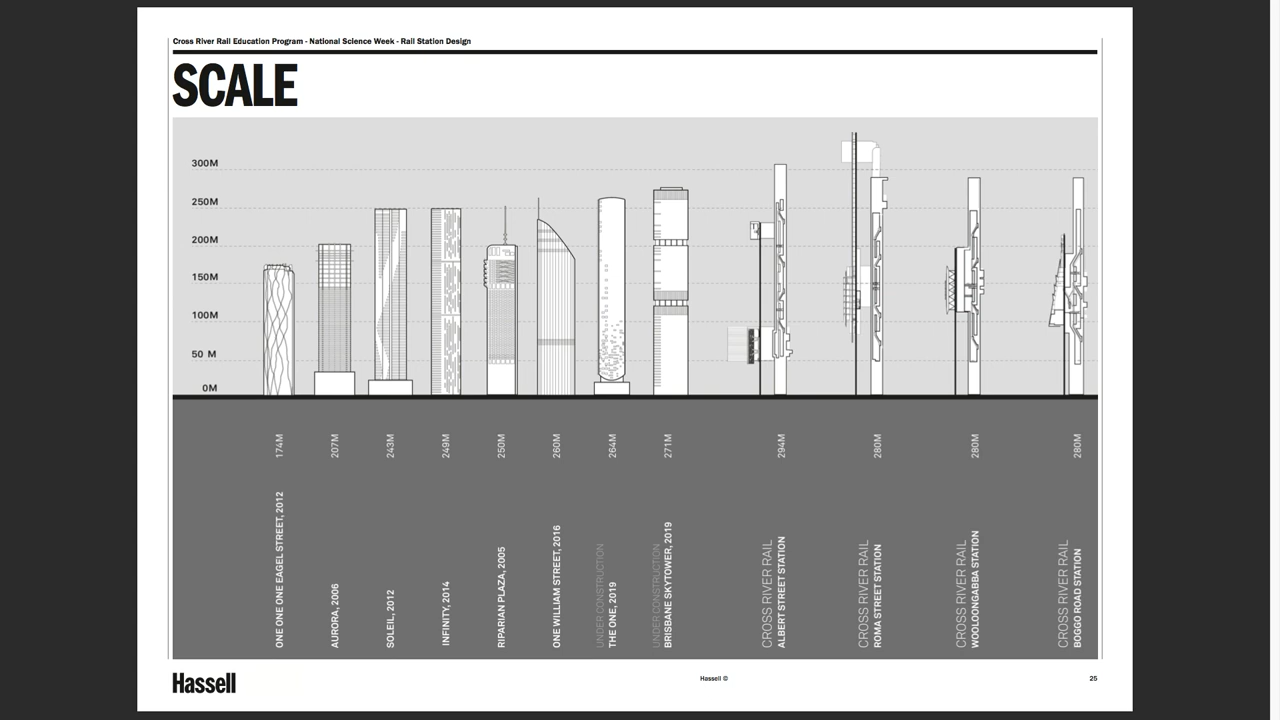 Cross River Rail Education Program - National Science Week - Rail Station Design
SCALE
300M
250M
200M
150M
100M
50 M
0M
174M
207M
243M
249M
250M
260M
264M
271M
294M
280M
280M
280M
ONE ONE ONE EAGEL STREET, 2012
AURORA, 2006
SOLEIL, 2012
INFINITY, 2014
RIPARIAN PLAZA, 2005
ONE WILLIAM STREET, 2016
UNDER CONSTRUCTION
THE ONE, 2019
UNDER CONSTRUCTION
BRISBANE SKYTOWER, 2019
CROSS RIVER RAIL
ALBERT STREET STATION
CROSS RIVER RAIL
ROMA STREET STATION
CROSS RIVER RAIL
WOOLOONGABBA STATION
CROSS RIVER RAIL
BOGGO ROAD STATION
Hassell
Hassell ©
25